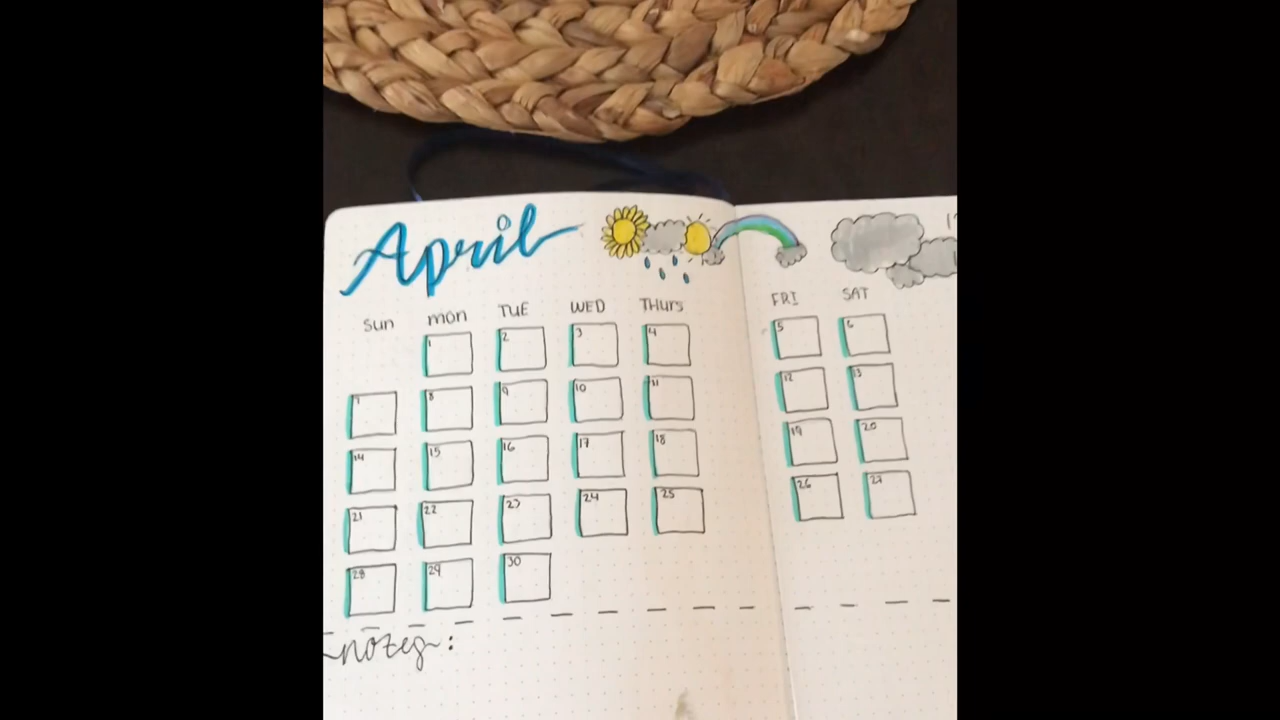 April
Sun mon TUE WED THurs FRI SAT
1 2 3 4 5 6
7 8 9 10 11 12 13
14 15 16 17 18 19 20
21 22 23 24 25 26 27
28 29 30
notes: